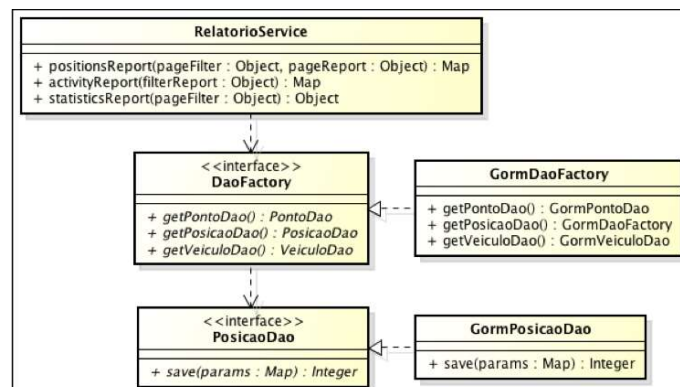 RelatorioService
+ positionsReport(pageFilter : Object, pageReport : Object) : Map
+ activityReport(filterReport : Object) : Map
+ statisticsReport(pageFilter : Object) : Object
<<interface>>
DaoFactory
+ getPontoDao() : PontoDao
+ getPosicaoDao() : PosicaoDao
+ getVeiculoDao() : VeiculoDao
GormDaoFactory
+ getPontoDao() : GormPontoDao
+ getPosicaoDao() : GormDaoFactory
+ getVeiculoDao() : GormVeiculoDao
<<interface>>
PosicaoDao
+ save(params : Map) : Integer
GormPosicaoDao
+ save(params : Map) : Integer